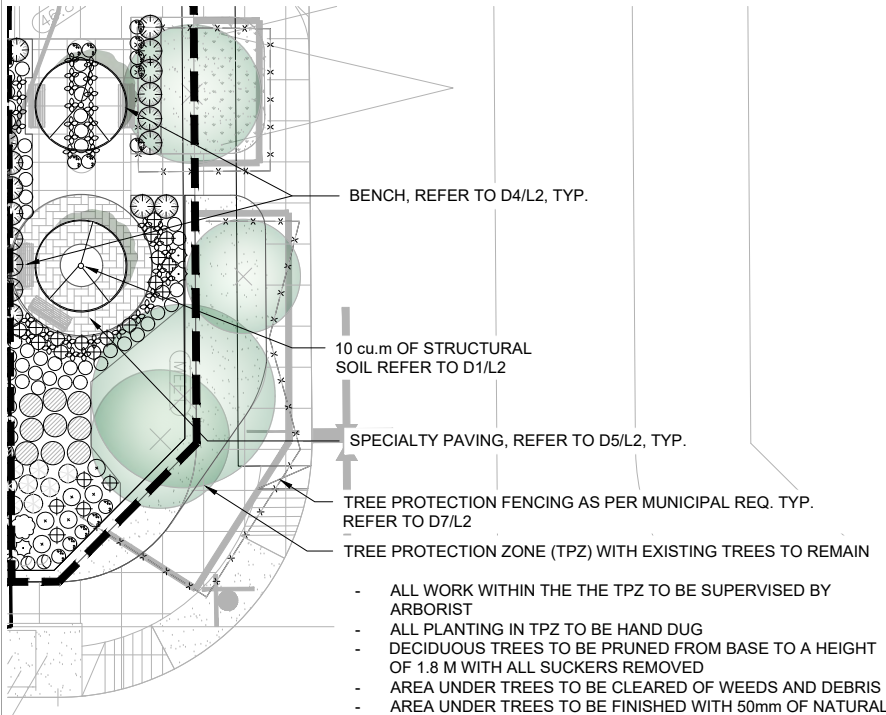 BENCH, REFER TO D4/L2, TYP.
10 cu.m OF STRUCTURAL
SOIL REFER TO D1/L2
SPECIALTY PAVING, REFER TO D5/L2, TYP.
TREE PROTECTION FENCING AS PER MUNICIPAL REQ. TYP.
REFER TO D7/L2
TREE PROTECTION ZONE (TPZ) WITH EXISTING TREES TO REMAIN
- ALL WORK WITHIN THE THE TPZ TO BE SUPERVISED BY
ARBORIST
- ALL PLANTING IN TPZ TO BE HAND DUG
- DECIDUOUS TREES TO BE PRUNED FROM BASE TO A HEIGHT
OF 1.8 M WITH ALL SUCKERS REMOVED
- AREA UNDER TREES TO BE CLEARED OF WEEDS AND DEBRIS
- AREA UNDER TREES TO BE FINISHED WITH 50mm OF NATURAL